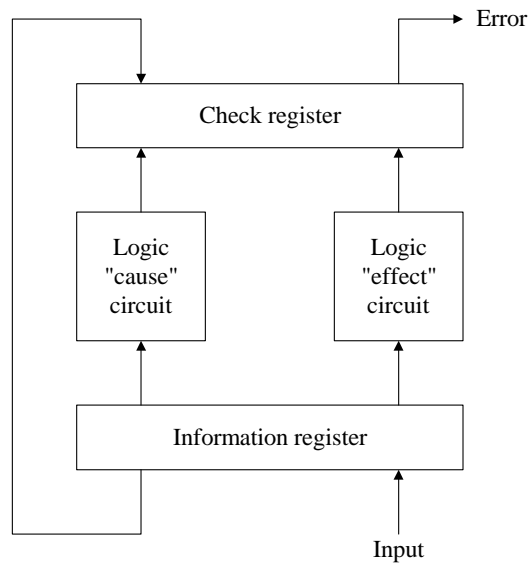 Error
Check register
Logic
"cause"
circuit
Logic
"effect"
circuit
Information register
Input